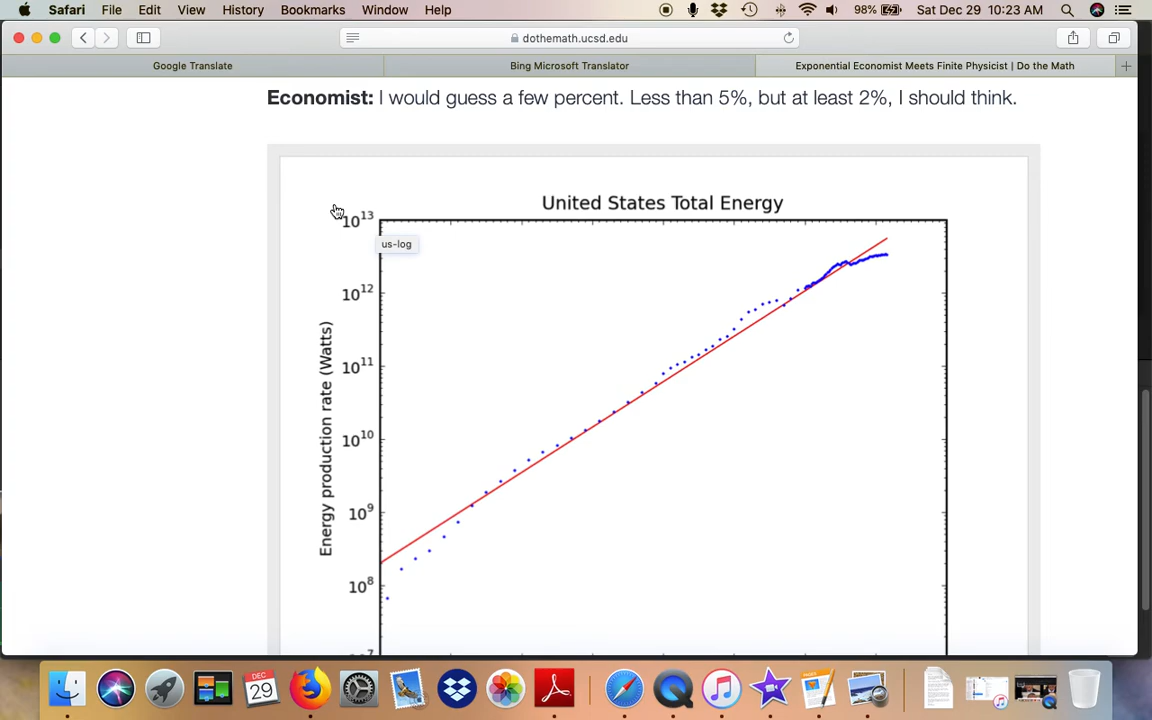 Safari File Edit View History Bookmarks Window Help 98% Sat Dec 29 10:23 AM
dothemath.ucsd.edu
Google Translate Bing Microsoft Translator Exponential Economist Meets Finite Physicist | Do the Math
Economist: I would guess a few percent. Less than 5%, but at least 2%, I should think.
United States Total Energy
10¹³
us-log
10¹²
10¹¹
Energy production rate (Watts)
10¹⁰
10⁹
10⁸
DEC
29
PAGES